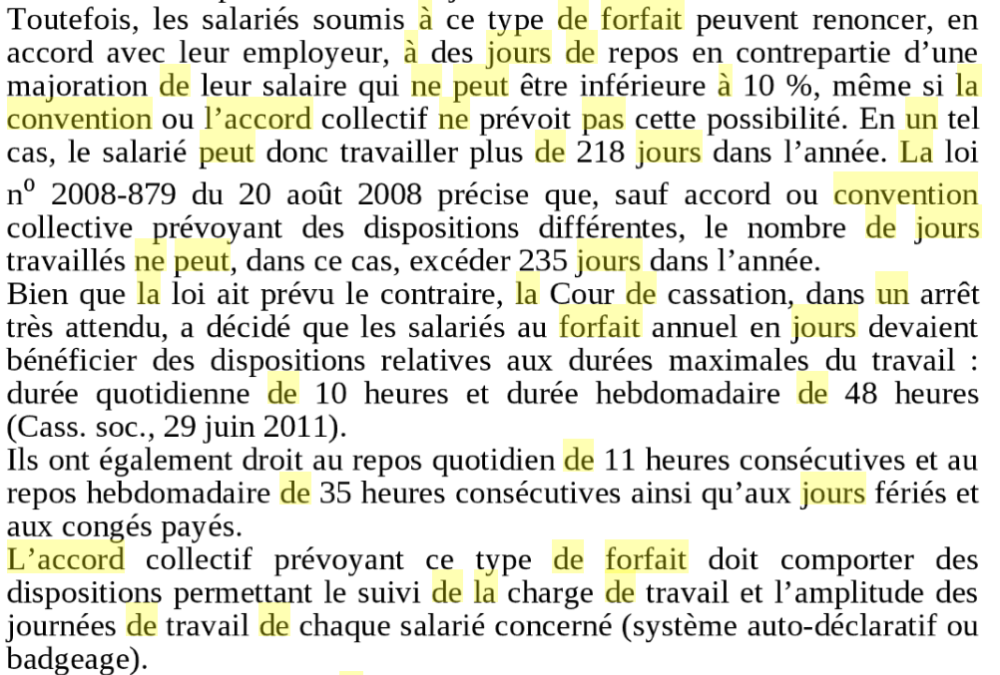 Toutefois, les salariés soumis à ce type de forfait peuvent renoncer, en
accord avec leur employeur, à des jours de repos en contrepartie d’une
majoration de leur salaire qui ne peut être inférieure à 10 %, même si la
convention ou l’accord collectif ne prévoit pas cette possibilité. En un tel
cas, le salarié peut donc travailler plus de 218 jours dans l’année. La loi
nº 2008-879 du 20 août 2008 précise que, sauf accord ou convention
collective prévoyant des dispositions différentes, le nombre de jours
travaillés ne peut, dans ce cas, excéder 235 jours dans l’année.
Bien que la loi ait prévu le contraire, la Cour de cassation, dans un arrêt
très attendu, a décidé que les salariés au forfait annuel en jours devaient
bénéficier des dispositions relatives aux durées maximales du travail :
durée quotidienne de 10 heures et durée hebdomadaire de 48 heures
(Cass. soc., 29 juin 2011).
Ils ont également droit au repos quotidien de 11 heures consécutives et au
repos hebdomadaire de 35 heures consécutives ainsi qu’aux jours fériés et
aux congés payés.
L’accord collectif prévoyant ce type de forfait doit comporter des
dispositions permettant le suivi de la charge de travail et l’amplitude des
journées de travail de chaque salarié concerné (système auto-déclaratif ou
badgeage).